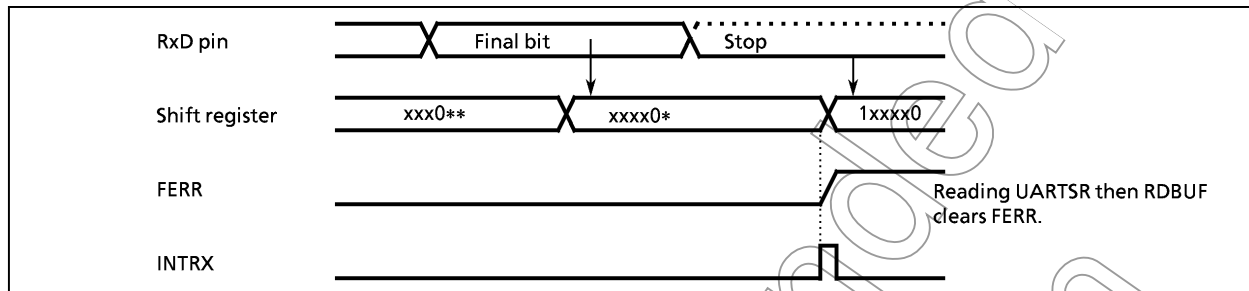 RxD pin
Final bit
Stop
Shift register
xxx0**
xxxx0*
1xxxx0
FERR
Reading UARTSR then RDBUF
clears FERR.
INTRX